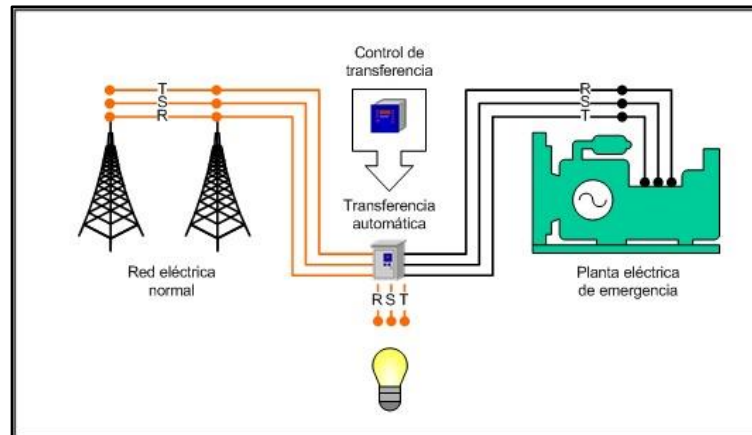 Control de
transferencia
T
S
R
R
S
T
Transferencia
automática
Red eléctrica
normal
Planta eléctrica
de emergencia
R S T